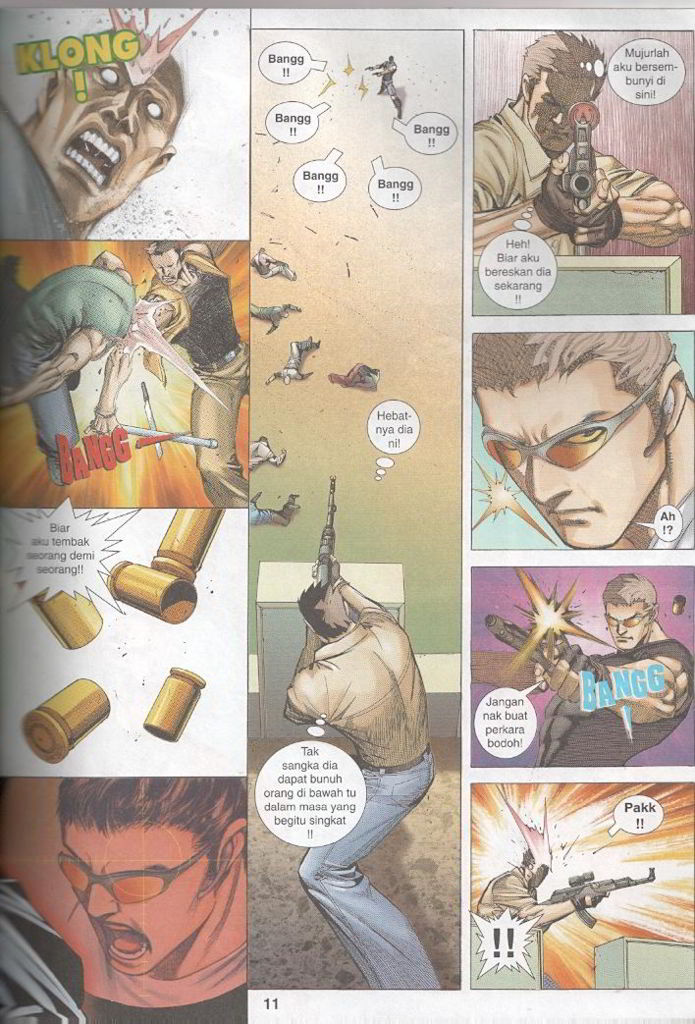 KLONG
!
BANGG
Biar
aku tembak
seorang demi
seorang!!
Bangg
!!
Bangg
!!
Bangg
!!
Bangg
!!
Bangg
!!
Hebat-
nya dia
ni!
Tak
sangka dia
dapat bunuh
orang di bawah tu
dalam masa yang
begitu singkat
!!
Mujurlah
aku bersem-
bunyi di
sini!
Heh!
Biar aku
bereskan dia
sekarang
!!
Ah
!?
BANGG
!
Jangan
nak buat
perkara
bodoh!
Pakk
!!
!!
11